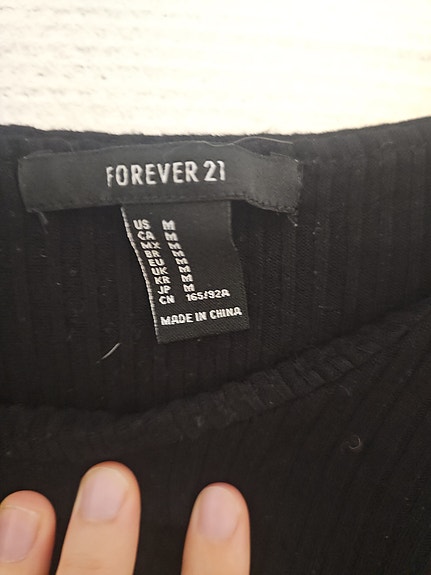 FOREVER 21
US M
CA M
MX M
BR M
EU M
UK M
KR M
JP M
CN 165/92A
MADE IN CHINA